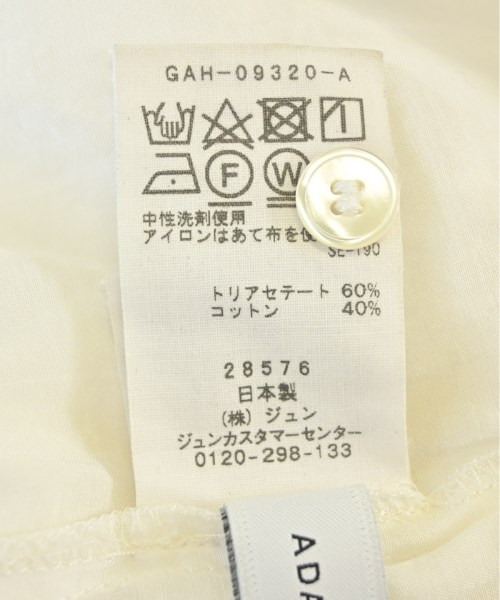 GAH-09320-A
F W
中性洗剤使用
アイロンはあて布を使
SE-190
トリアセテート 60%
コットン 40%
28576
日本製
(株) ジュン
ジュンカスタマーセンター
0120-298-133
ADA